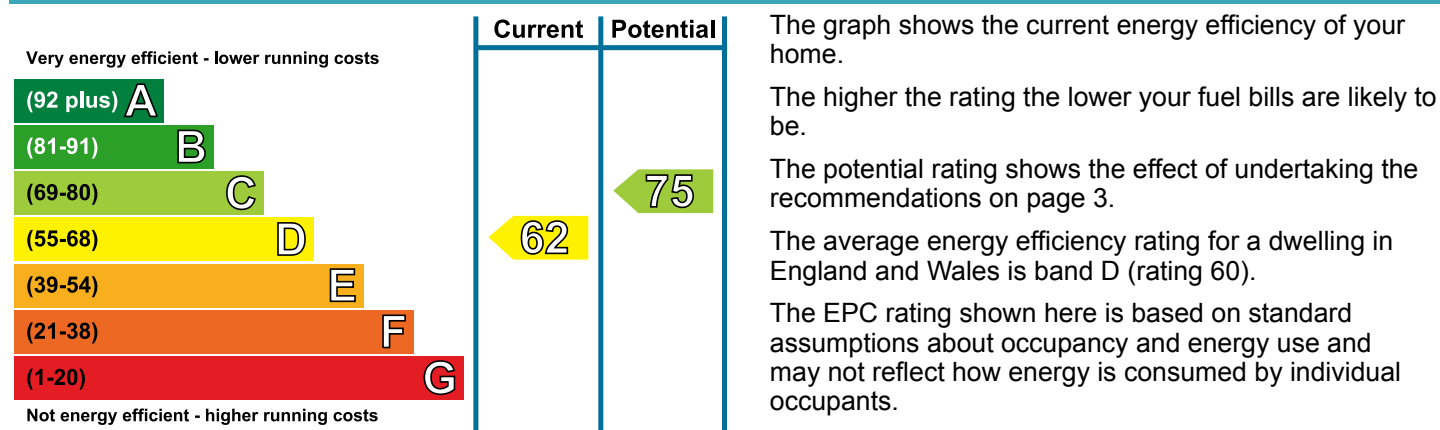 Current Potential
Very energy efficient - lower running costs
(92 plus) A
(81-91) B
(69-80) C
75
(55-68) D
62
(39-54) E
(21-38) F
(1-20) G
Not energy efficient - higher running costs
The graph shows the current energy efficiency of your
home.
The higher the rating the lower your fuel bills are likely to
be.
The potential rating shows the effect of undertaking the
recommendations on page 3.
The average energy efficiency rating for a dwelling in
England and Wales is band D (rating 60).
The EPC rating shown here is based on standard
assumptions about occupancy and energy use and
may not reflect how energy is consumed by individual
occupants.